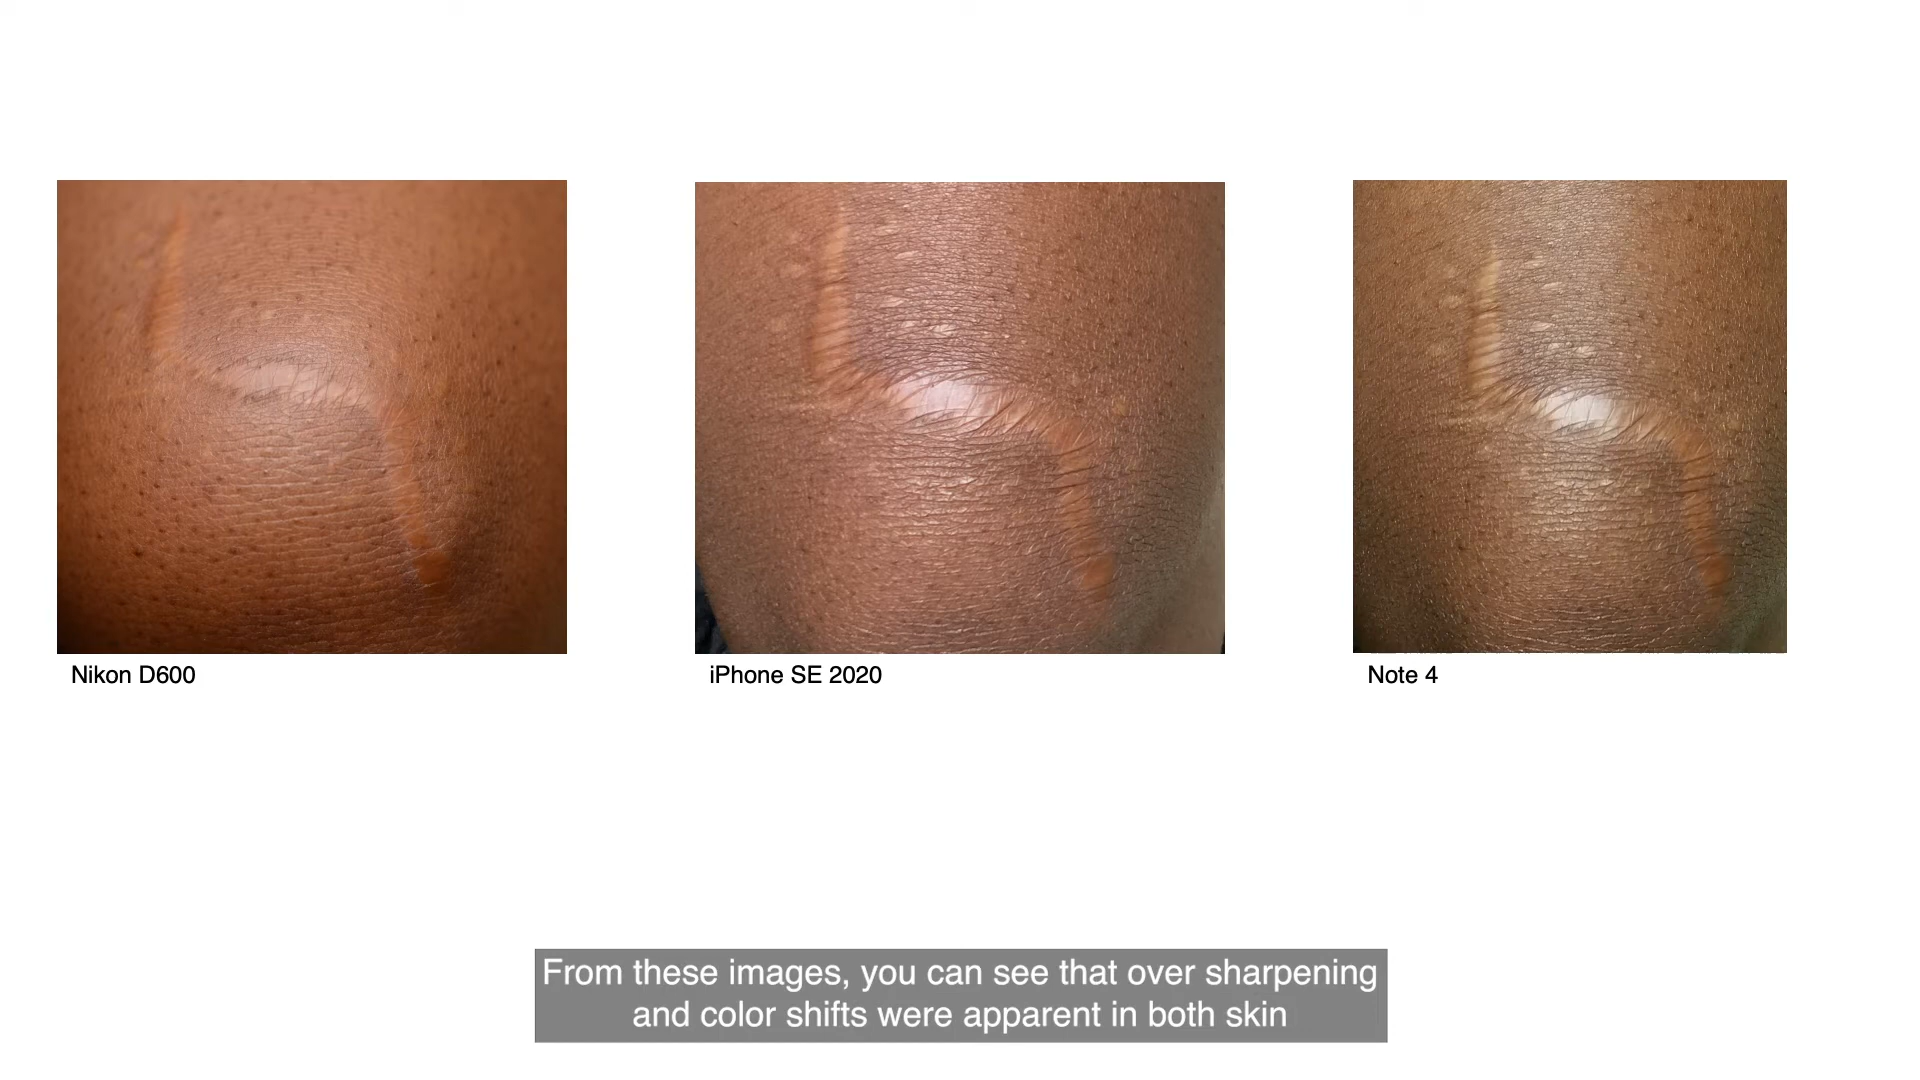 Nikon D600
iPhone SE 2020
Note 4
From these images, you can see that over sharpening
and color shifts were apparent in both skin